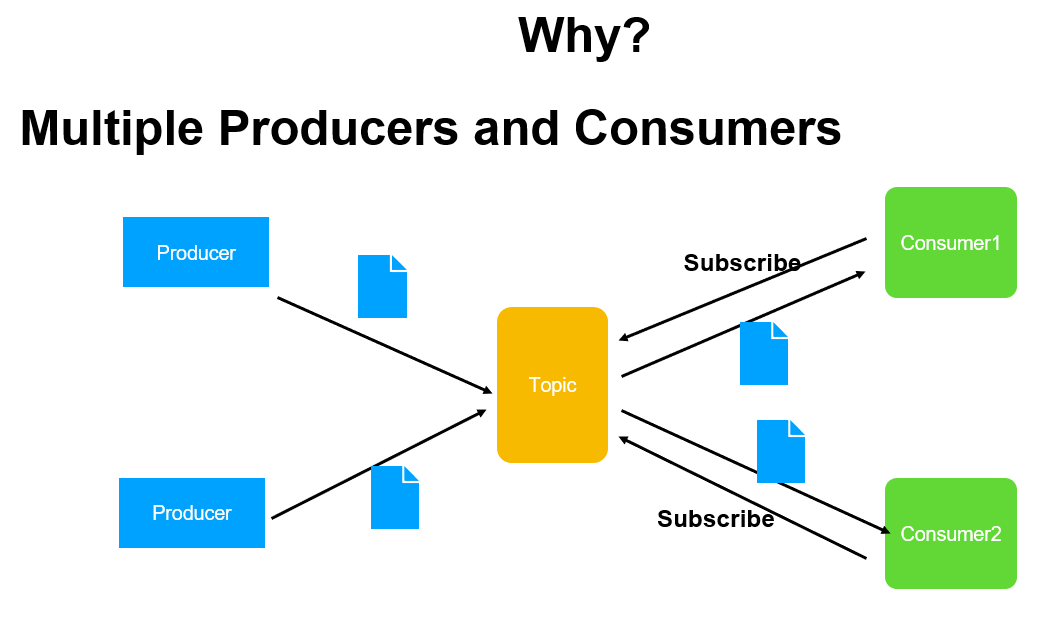 Why?
Multiple Producers and Consumers
Producer
Consumer1
Subscribe
Topic
Producer
Subscribe
Consumer2